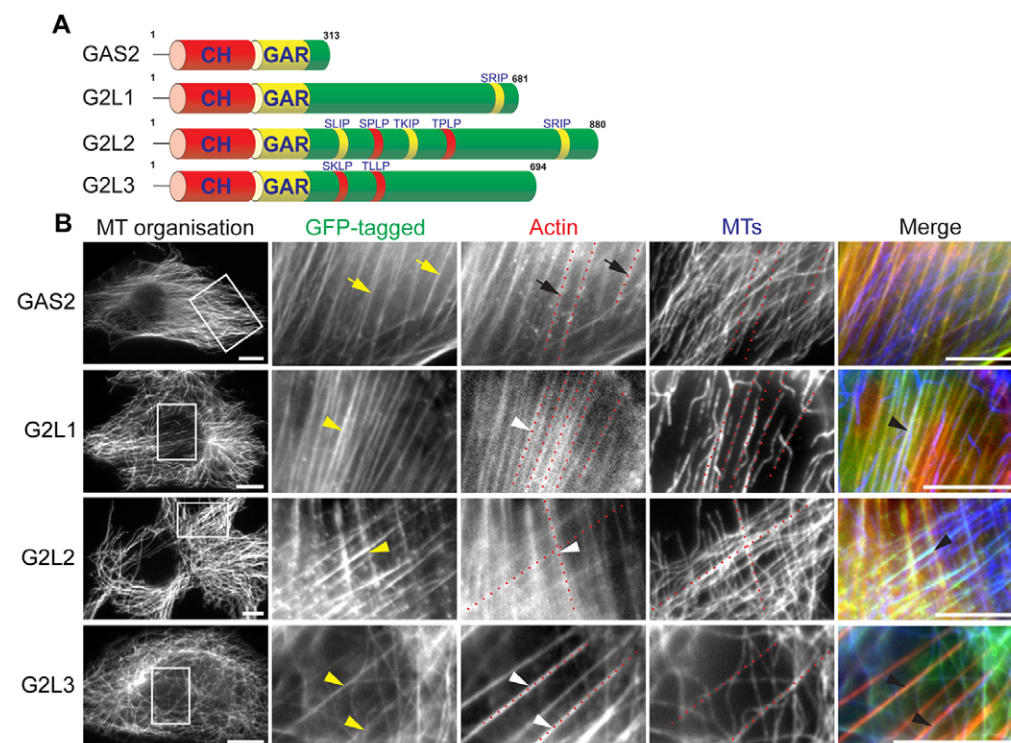 A
GAS2 1 CH GAR 313
SRIP
G2L1 1 CH GAR 681
SLIP SPLP TKIP TPLP SRIP
G2L2 1 CH GAR 880
SKLP TLLP
G2L3 1 CH GAR 694
B MT organisation GFP-tagged Actin MTs Merge
GAS2
G2L1
G2L2
G2L3